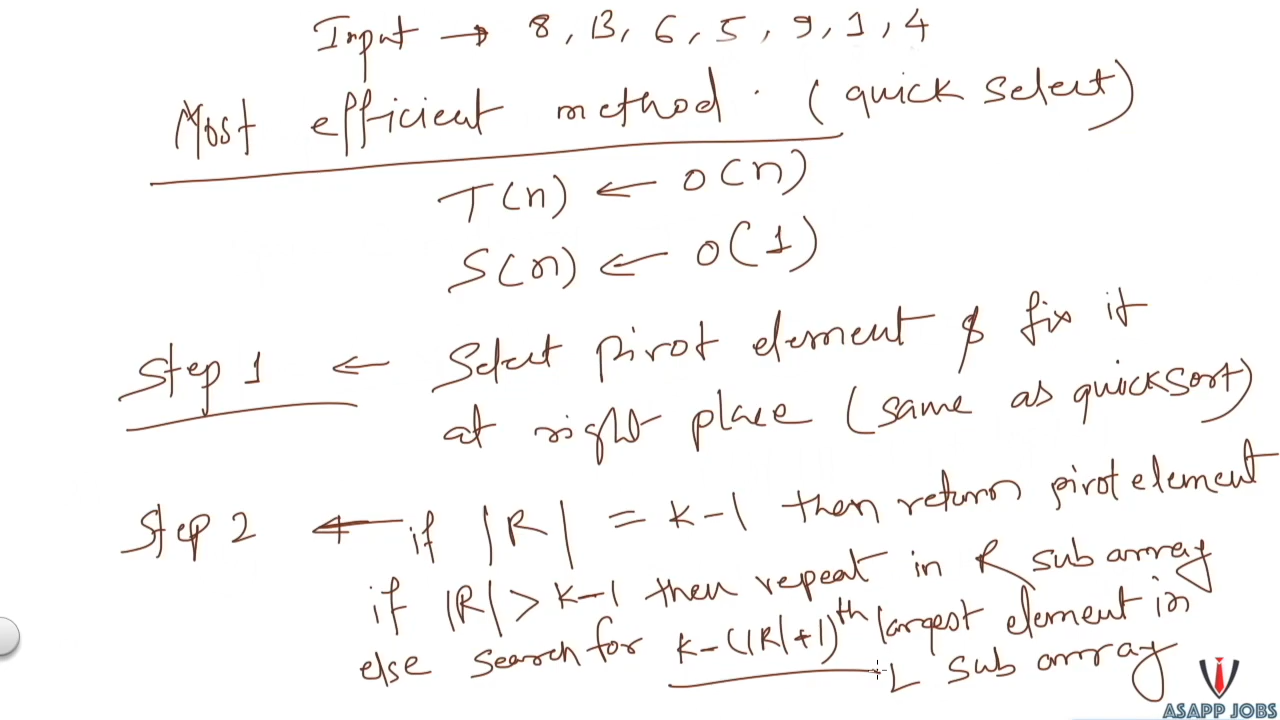 Input → 8, 13, 6, 5, 9, 1, 4
Most efficient method. (quick select)
T(n) ← O(n)
S(n) ← O(1)
Step 1 ← Select pivot element & fix it
at right place (same as quicksort)
Step 2 ← if |R| = k-1 then return pivot element
if |R| > k-1 then repeat in R sub array
else search for k-(|R|+1)th largest element in
L sub array
ASAPP JOBS